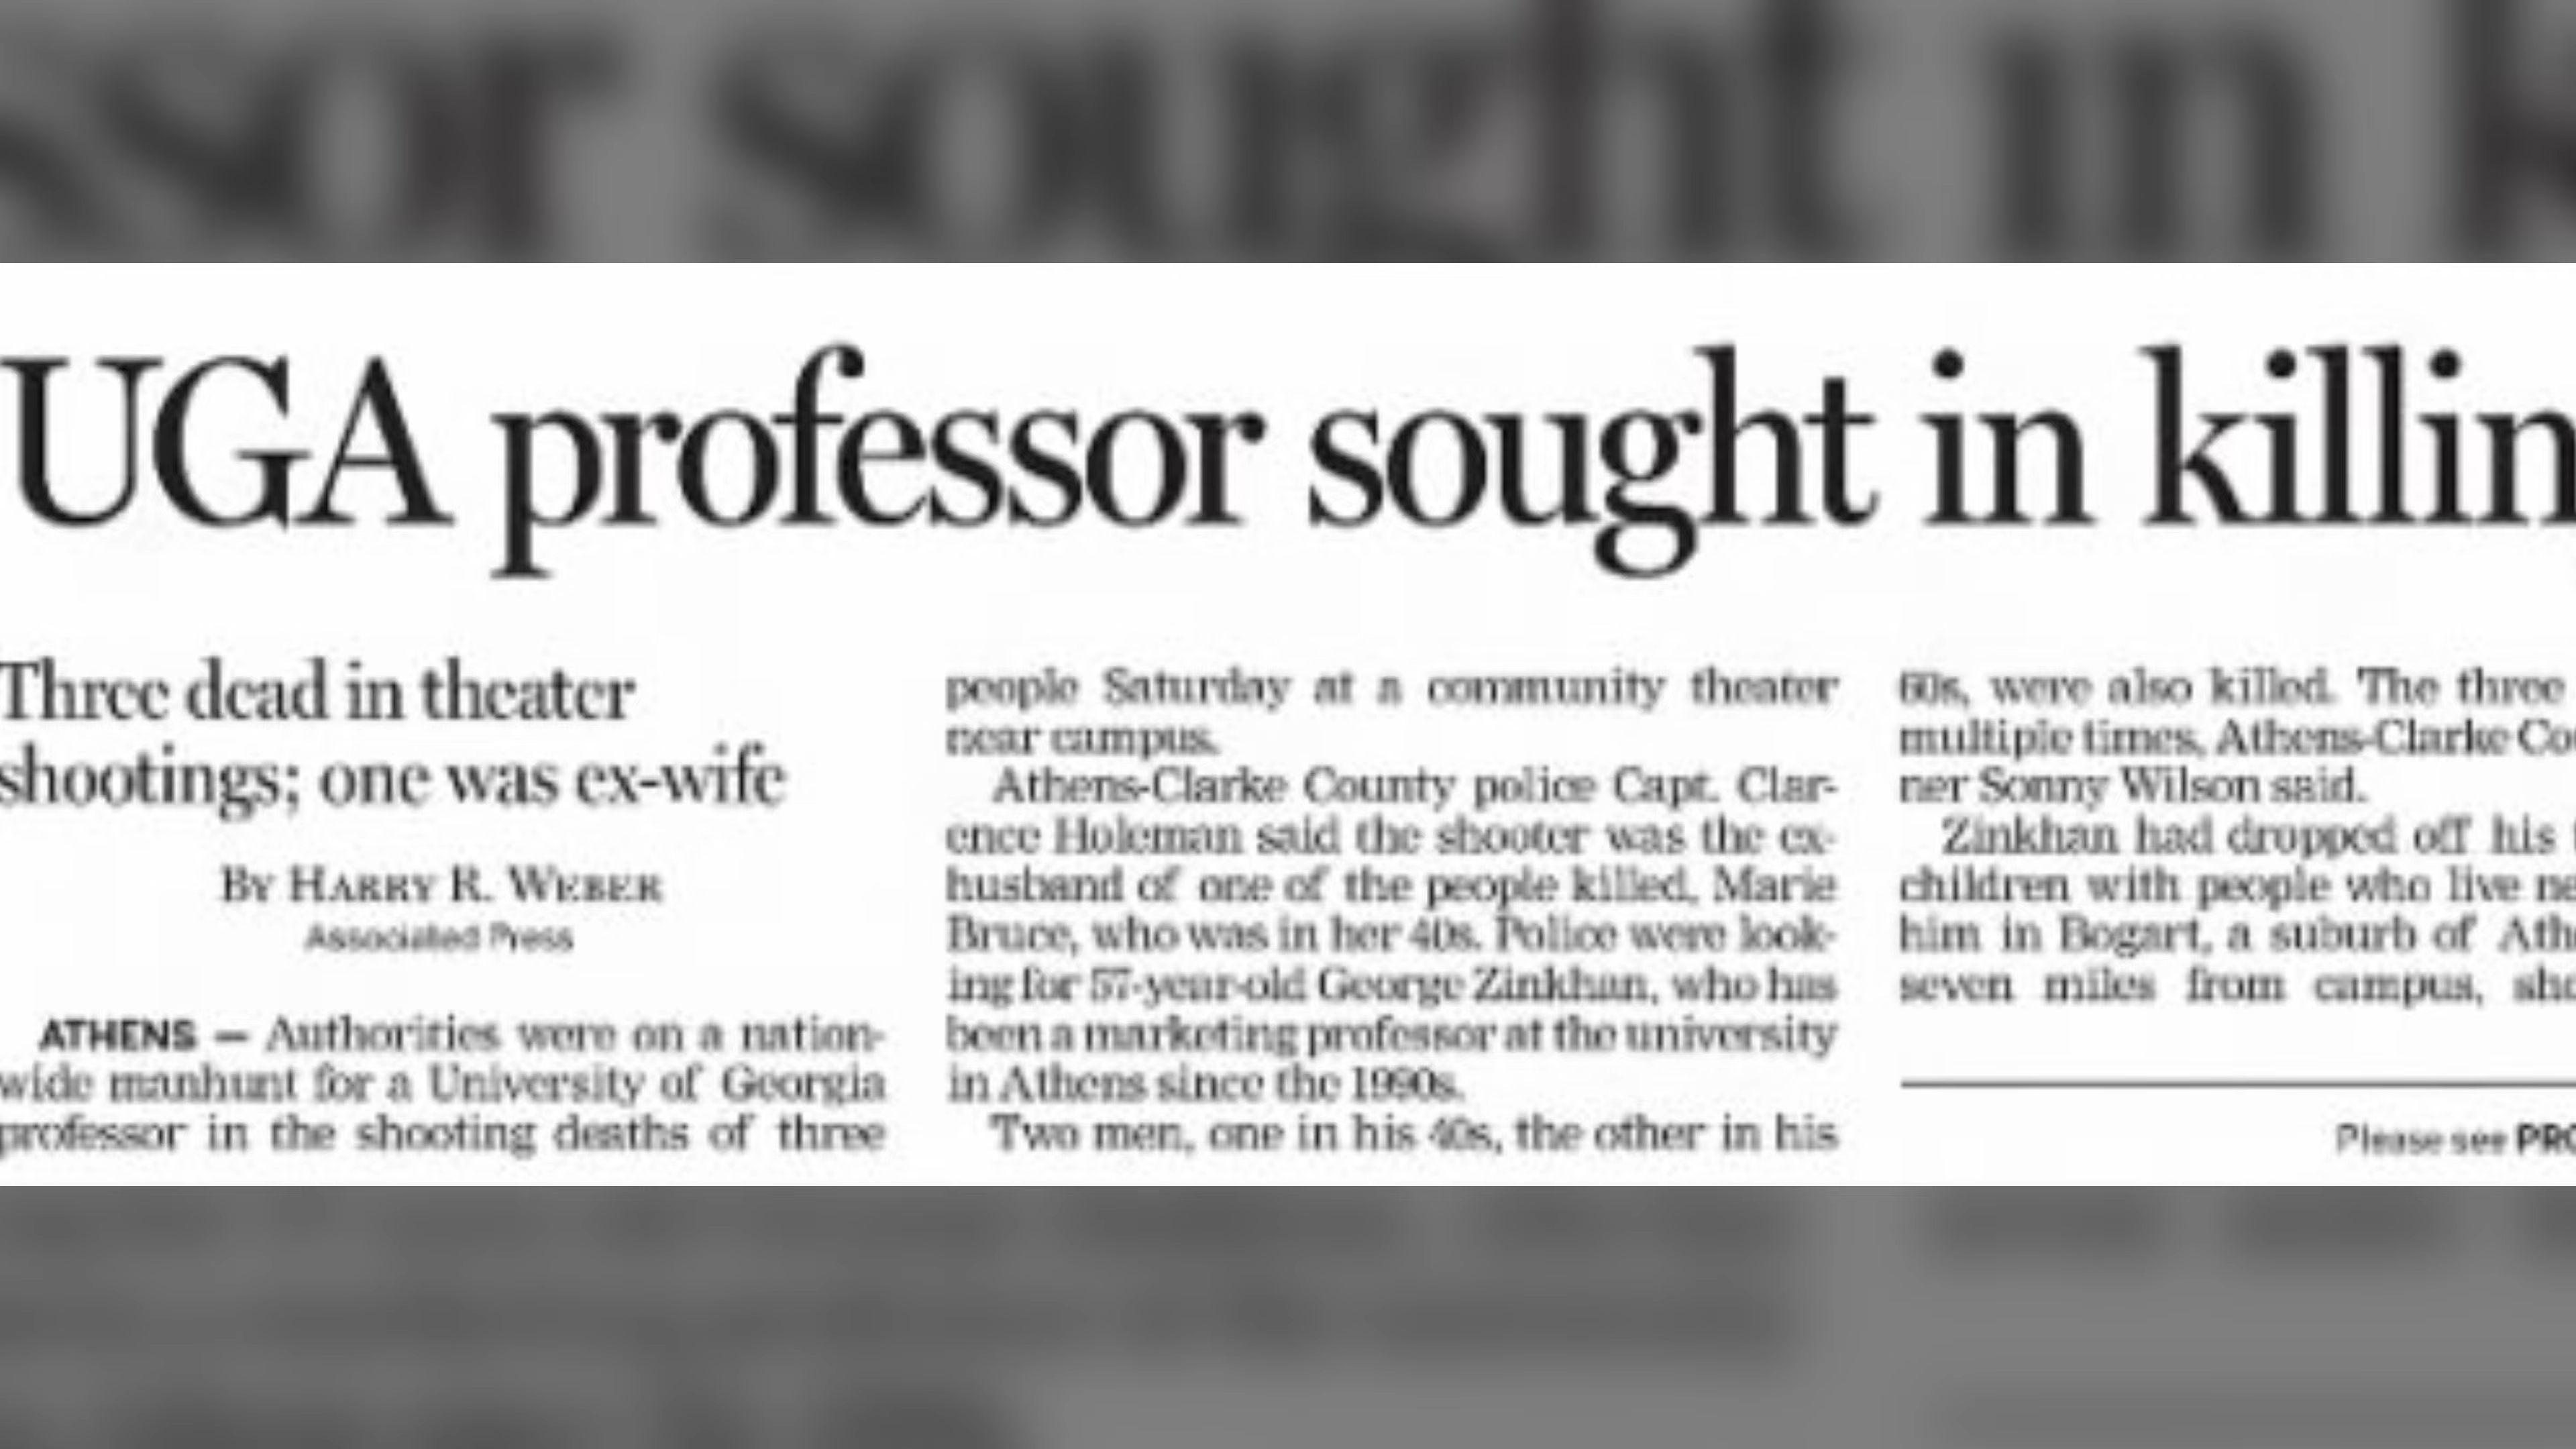 UGA professor sought in killin
Three dead in theater
shootings; one was ex-wife
BY HARRY R. WEBER
Associated Press
ATHENS — Authorities were on a nation-
wide manhunt for a University of Georgia
professor in the shooting deaths of three
people Saturday at a community theater
near campus.
Athens-Clarke County police Capt. Clar-
ence Holeman said the shooter was the ex-
husband of one of the people killed, Marie
Bruce, who was in her 40s. Police were look-
ing for 57-year-old George Zinkhan, who has
been a marketing professor at the university
in Athens since the 1990s.
Two men, one in his 40s, the other in his
60s, were also killed. The three
multiple times, Athens-Clarke Co
ner Sonny Wilson said.
Zinkhan had dropped off his
children with people who live ne
him in Bogart, a suburb of Ath
seven miles from campus, sho
Please see PRO